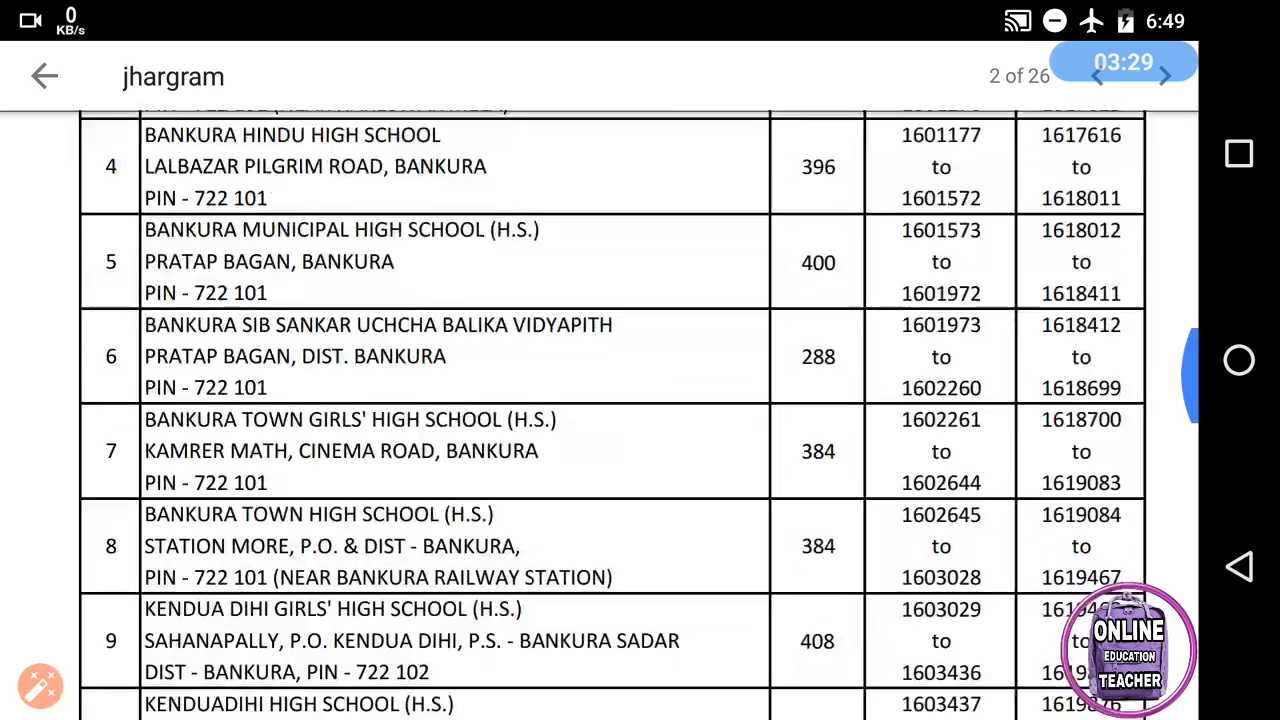 0
KB/s
6:49
jhargram
2 of 26
03:29
4
BANKURA HINDU HIGH SCHOOL
LALBAZAR PILGRIM ROAD, BANKURA
PIN - 722 101
396
1601177
to
1601572
1617616
to
1618011
5
BANKURA MUNICIPAL HIGH SCHOOL (H.S.)
PRATAP BAGAN, BANKURA
PIN - 722 101
400
1601573
to
1601972
1618012
to
1618411
6
BANKURA SIB SANKAR UCHCHA BALIKA VIDYAPITH
PRATAP BAGAN, DIST. BANKURA
PIN - 722 101
288
1601973
to
1602260
1618412
to
1618699
7
BANKURA TOWN GIRLS' HIGH SCHOOL (H.S.)
KAMRER MATH, CINEMA ROAD, BANKURA
PIN - 722 101
384
1602261
to
1602644
1618700
to
1619083
8
BANKURA TOWN HIGH SCHOOL (H.S.)
STATION MORE, P.O. & DIST - BANKURA,
PIN - 722 101 (NEAR BANKURA RAILWAY STATION)
384
1602645
to
1603028
1619084
to
1619467
9
KENDUA DIHI GIRLS' HIGH SCHOOL (H.S.)
SAHANAPALLY, P.O. KENDUA DIHI, P.S. - BANKURA SADAR
DIST - BANKURA, PIN - 722 102
408
1603029
to
1603436
to
KENDUADIHI HIGH SCHOOL (H.S.)
1603437
ONLINE
EDUCATION
TEACHER